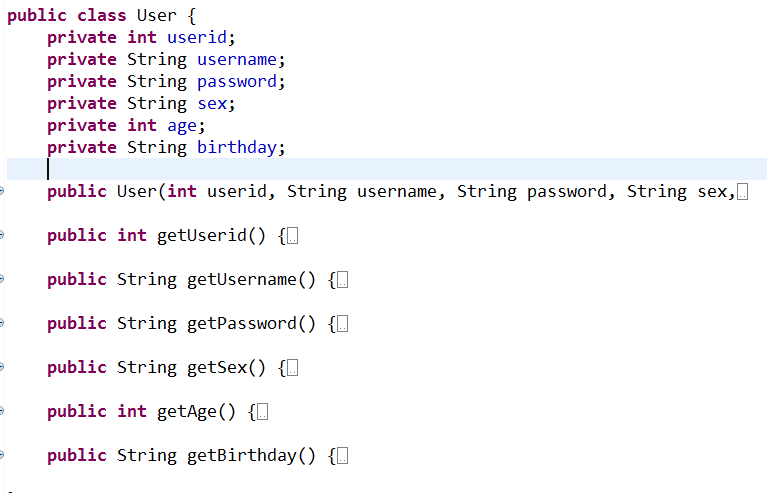 public class User {
private int userid;
private String username;
private String password;
private String sex;
private int age;
private String birthday;
public User(int userid, String username, String password, String sex,
public int getUserid() {
public String getUsername() {
public String getPassword() {
public String getSex() {
public int getAge() {
public String getBirthday() {